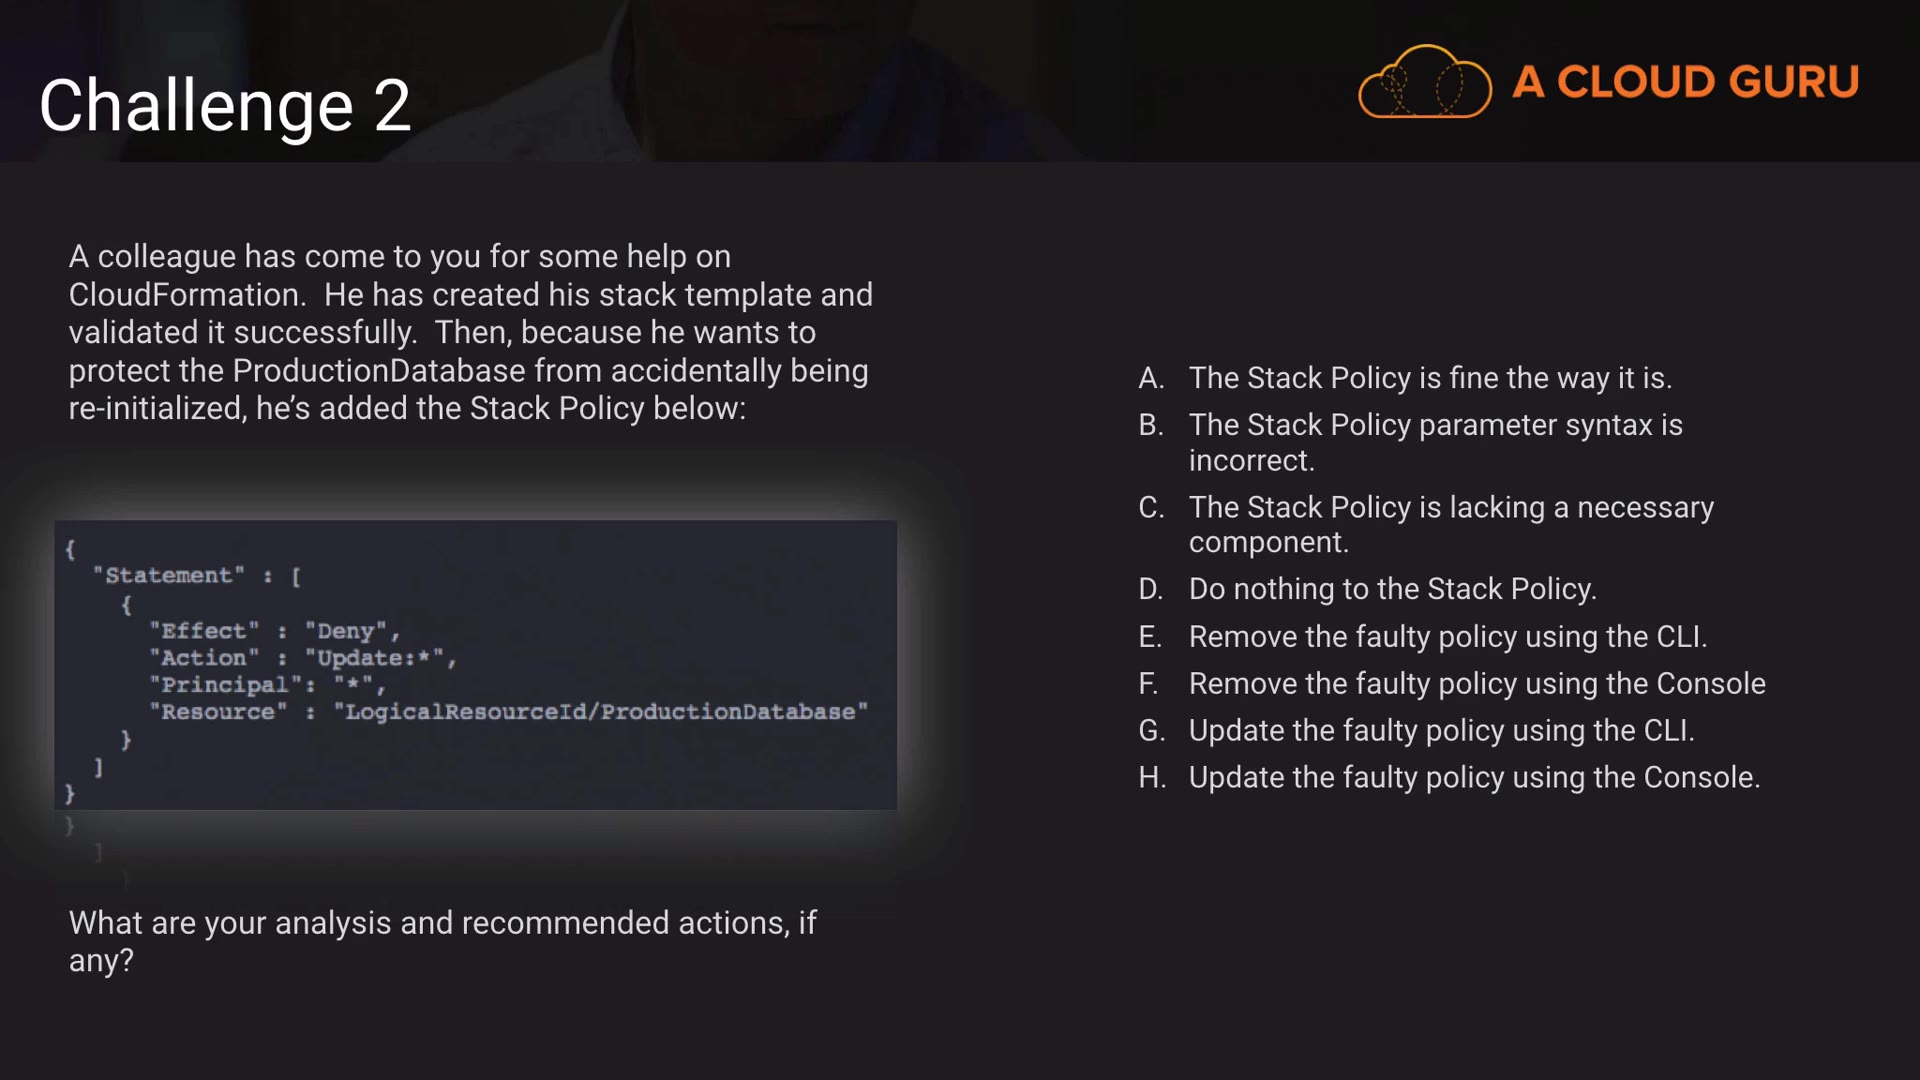 Challenge 2
A CLOUD GURU
A colleague has come to you for some help on
CloudFormation.  He has created his stack template and
validated it successfully.  Then, because he wants to
protect the ProductionDatabase from accidentally being
re-initialized, he’s added the Stack Policy below:
{
  "Statement" : [
    {
      "Effect" : "Deny",
      "Action" : "Update:*",
      "Principal": "*",
      "Resource" : "LogicalResourceId/ProductionDatabase"
    }
  ]
}
What are your analysis and recommended actions, if
any?
A. The Stack Policy is fine the way it is.
B. The Stack Policy parameter syntax is
incorrect.
C. The Stack Policy is lacking a necessary
component.
D. Do nothing to the Stack Policy.
E. Remove the faulty policy using the CLI.
F. Remove the faulty policy using the Console
G. Update the faulty policy using the CLI.
H. Update the faulty policy using the Console.